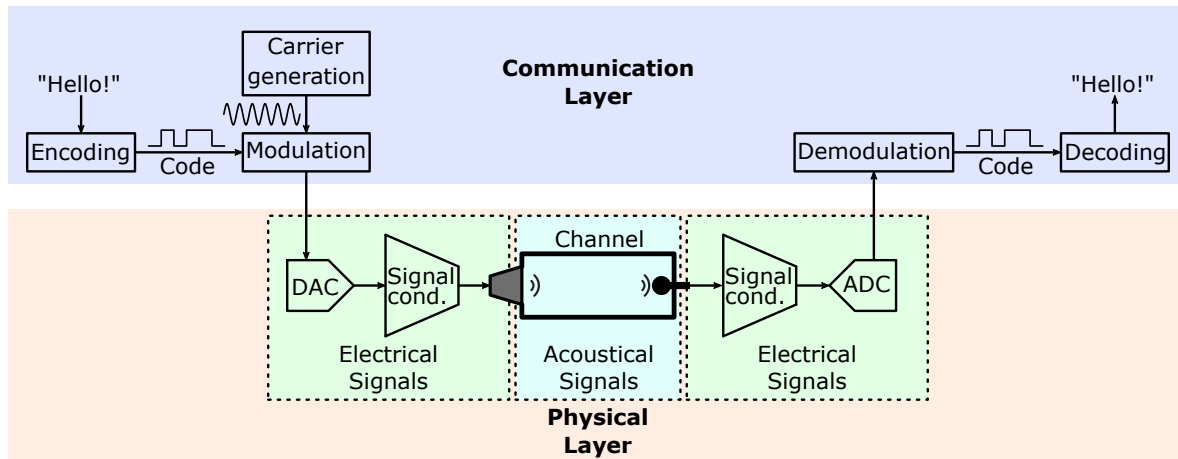 Carrier
generation
Communication
Layer
"Hello!"
"Hello!"
Encoding
Code
Modulation
Demodulation
Code
Decoding
Channel
DAC
Signal
cond.
Signal
cond.
ADC
Electrical
Signals
Acoustical
Signals
Electrical
Signals
Physical
Layer